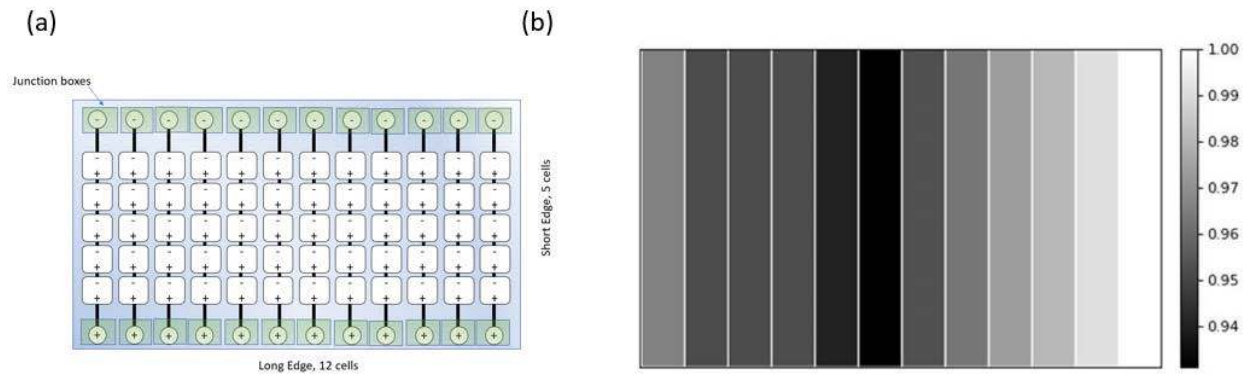 (a)
Junction boxes
- - - - - - - - - - - -
- - - - - - - - - - - -
+ + + + + + + + + + + +
- - - - - - - - - - - -
+ + + + + + + + + + + +
- - - - - - - - - - - -
+ + + + + + + + + + + +
- - - - - - - - - - - -
+ + + + + + + + + + + +
- - - - - - - - - - - -
+ + + + + + + + + + + +
+ + + + + + + + + + + +
Short Edge, 5 cells
Long Edge, 12 cells
(b)
1.00
0.99
0.98
0.97
0.96
0.95
0.94